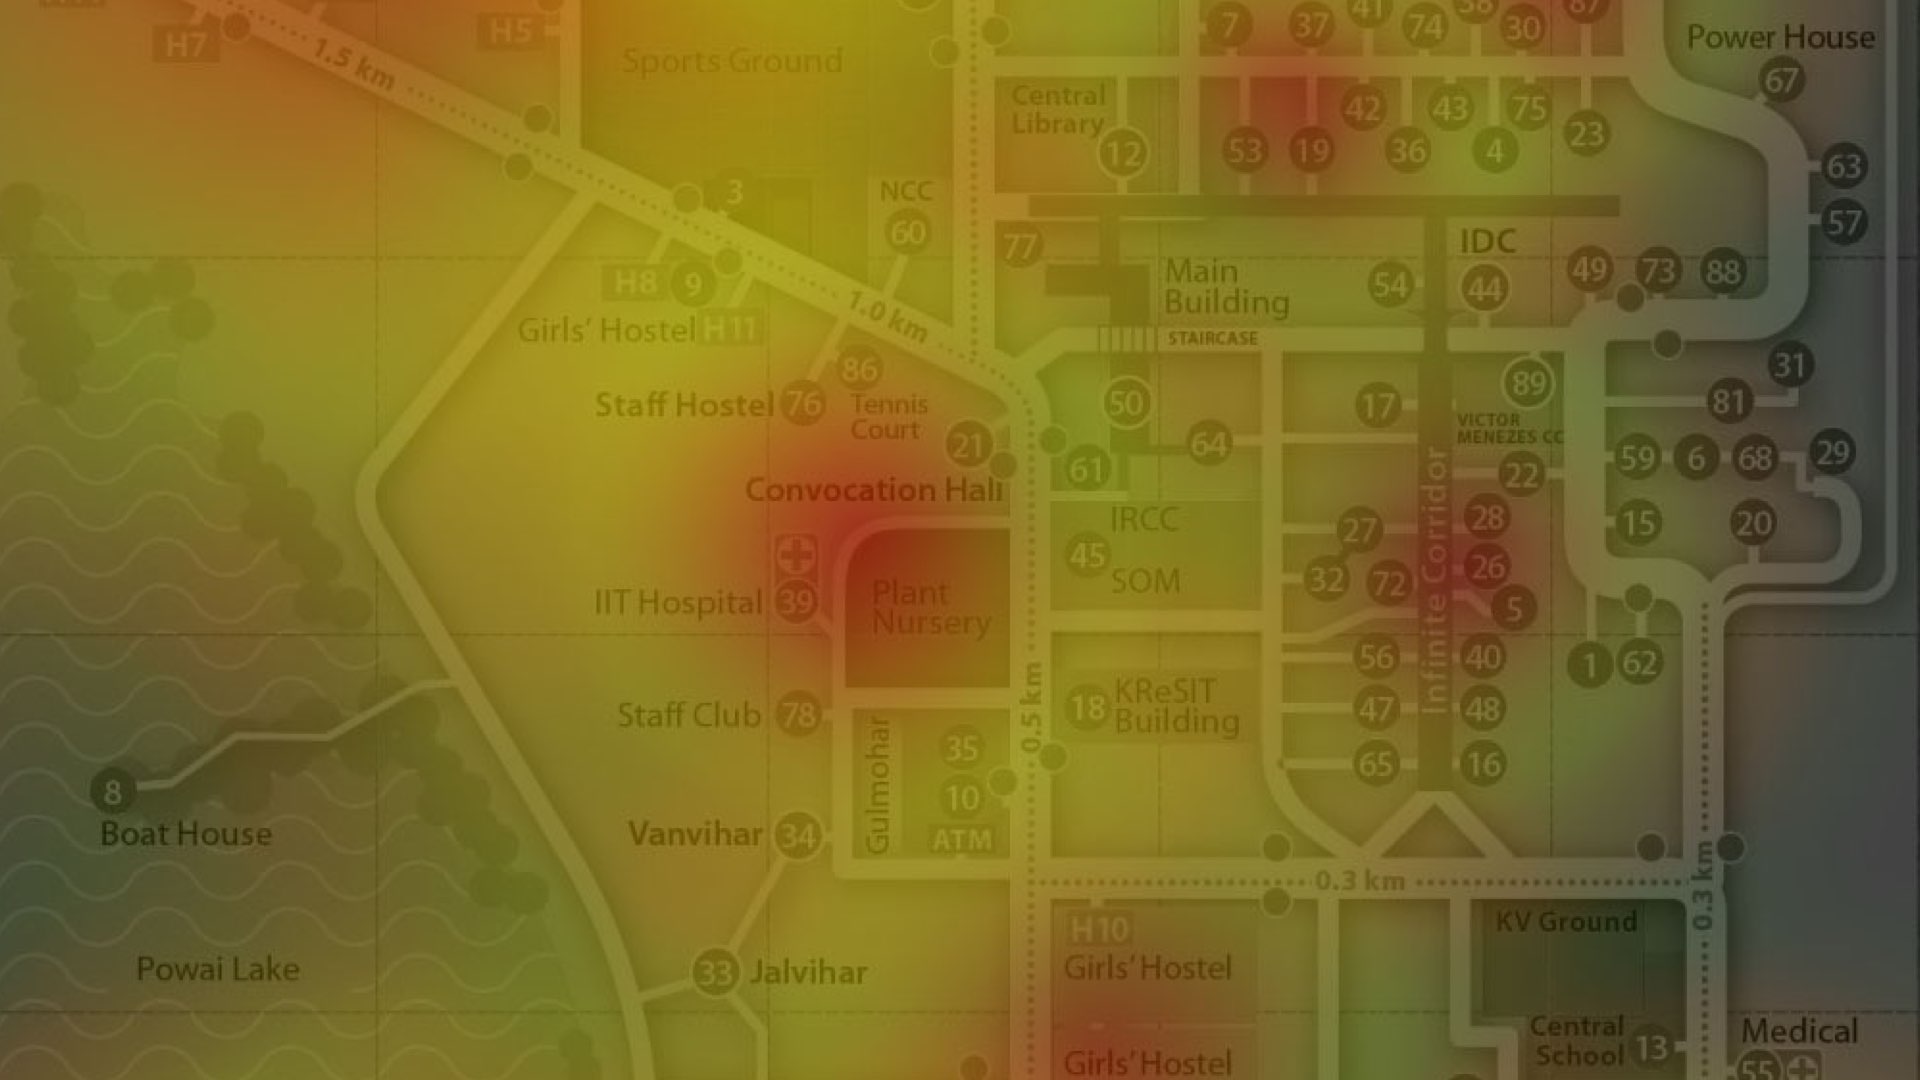 H7
1.5 km
H5
Sports Ground
7
37
41
74
38
30
87
Power House
67
Central
Library
12
42
43
75
23
53
19
36
4
63
57
3
NCC
60
77
IDC
Main
Building
54
44
49
73
88
H8
9
Girls' Hostel
H11
1.0 km
STAIRCASE
86
Staff Hostel
76
Tennis
Court
21
50
64
61
17
89
VICTOR
MENEZES CC
22
31
81
59
6
68
29
Convocation Hall
IRCC
45
SOM
27
32
72
Infinite Corridor
28
26
5
15
20
IIT Hospital
39
Plant
Nursery
56
40
1
62
Staff Club
78
0.5 km
18
KReSIT
Building
47
48
65
16
Gulmohar
35
10
ATM
8
Boat House
Vanvihar
34
0.3 km
0.3 km
H10
Girls' Hostel
KV Ground
Powai Lake
33
Jalvihar
Girls' Hostel
Central
School
13
Medical
55